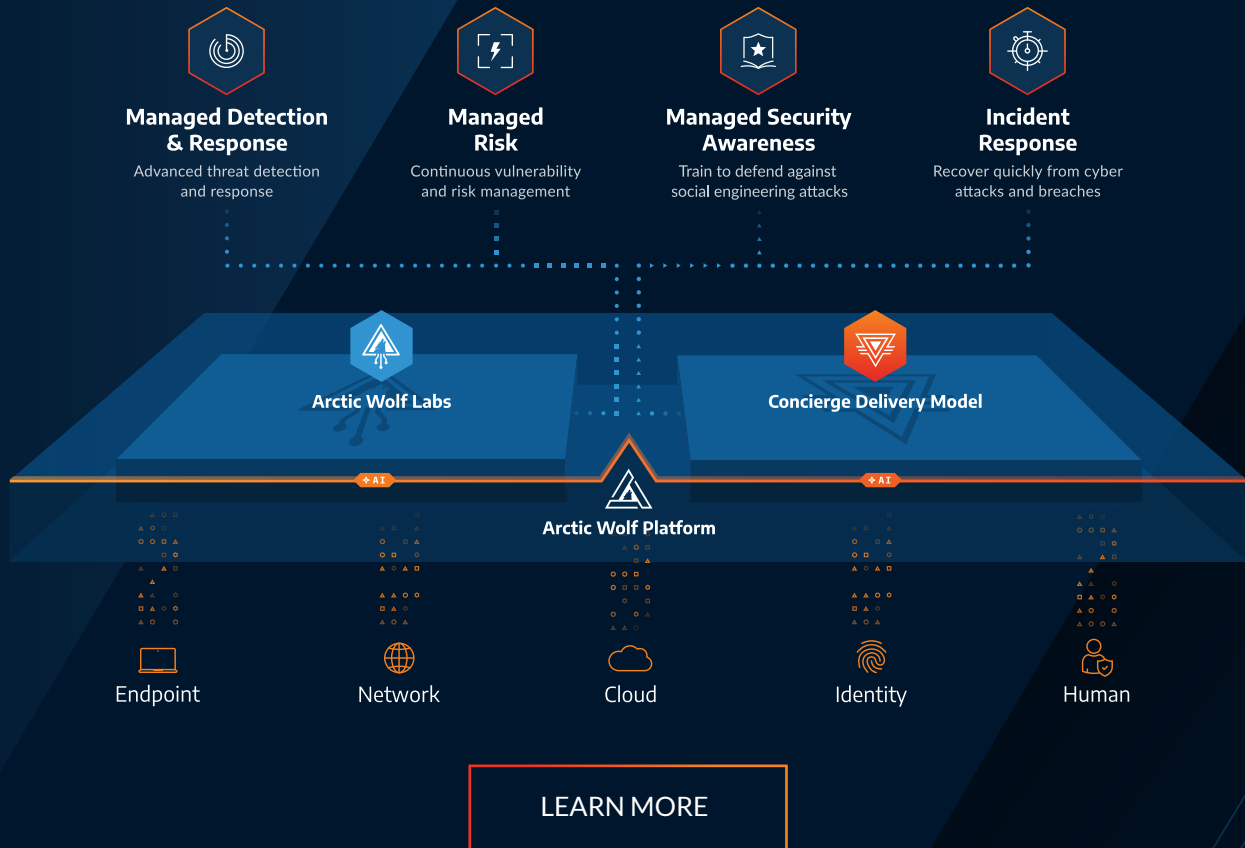 Managed Detection
& Response
Advanced threat detection
and response
Managed
Risk
Continuous vulnerability
and risk management
Managed Security
Awareness
Train to defend against
social engineering attacks
Incident
Response
Recover quickly from cyber
attacks and breaches
Arctic Wolf Labs
Concierge Delivery Model
AI
AI
Arctic Wolf Platform
Endpoint
Network
Cloud
Identity
Human
LEARN MORE